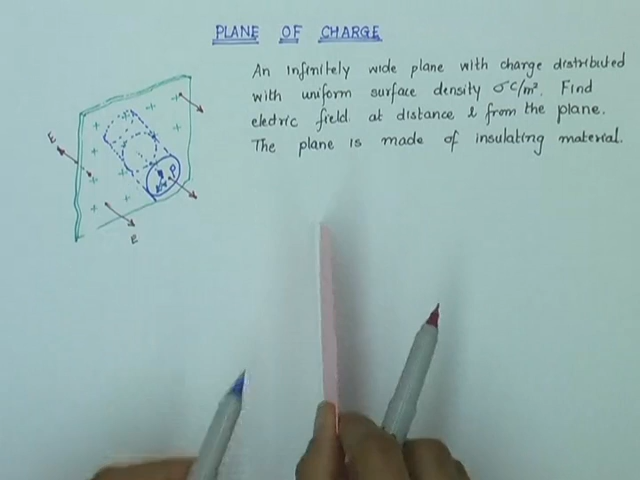 PLANE OF CHARGE
An infinitely wide plane with charge distributed
with uniform surface density σ c/m². Find
electric field at distance r from the plane.
The plane is made of insulating material.
E
P
E